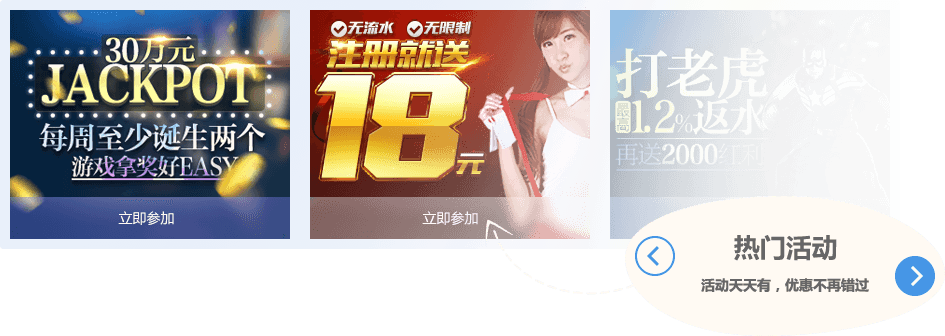 30万元
JACKPOT
每周至少诞生两个
游戏拿奖好EASY
立即参加
无流水 无限制
注册就送
18元
立即参加
打老虎
最高1.2%返水
再送2000红利
热门活动
活动天天有，优惠不再错过